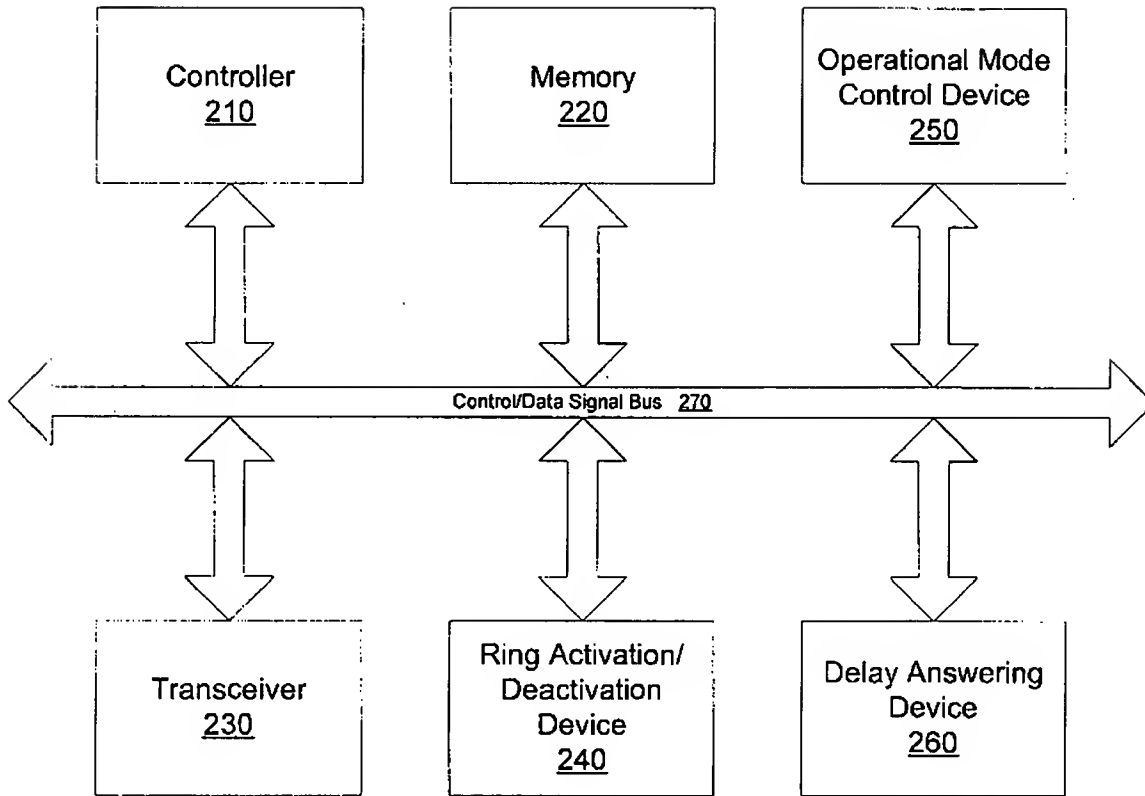 Controller
210
Memory
220
Operational Mode
Control Device
250
Control/Data Signal Bus 270
Transceiver
230
Ring Activation/
Deactivation
Device
240
Delay Answering
Device
260